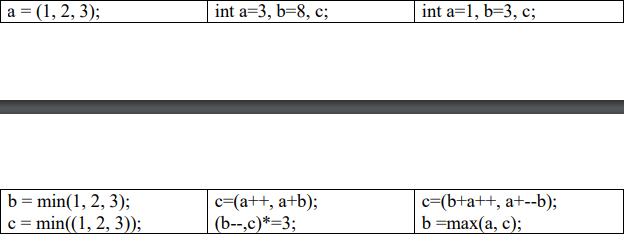 a = (1, 2, 3);
int a=3, b=8, c;
int a=1, b=3, c;
b = min(1, 2, 3);
c = min((1, 2, 3));
c=(a++, a+b);
(b--,c)*=3;
c=(b+a++, a+--b);
b =max(a, c);